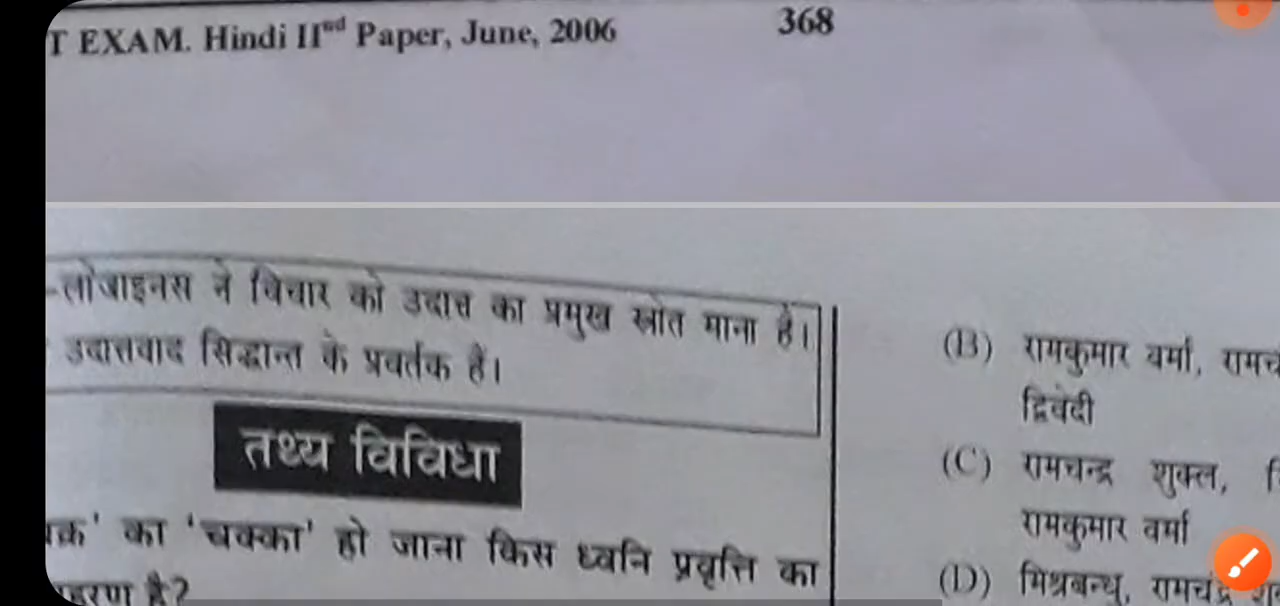 T EXAM. Hindi IInd Paper, June, 2006
368
-लोंजाइनस ने विचार को उदात्त का प्रमुख स्रोत माना है।
उदात्तवाद सिद्धान्त के प्रवर्तक हैं।
तथ्य विविधा
का 'चक्का' हो जाना किस ध्वनि प्रवृत्ति का
है?
(B) रामकुमार वर्मा,
द्विवेदी
(C) रामचन्द्र शुक्ल,
रामकुमार वर्मा
(D) मिश्रबन्धु,